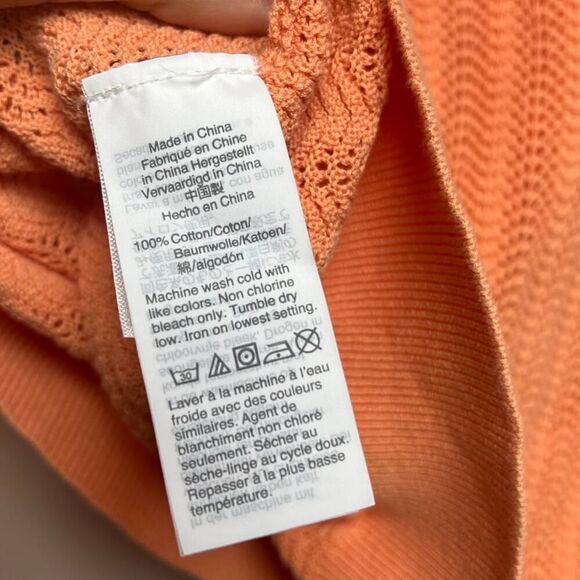 Made in China
Fabriqué en Chine
in China Hergestellt
Vervaardigd in China
中国製
Hecho en China
100% Cotton/Coton/
Baumwolle/Katoen/
綿/algodón
Machine wash cold with
like colors. Non chlorine
bleach only. Tumble dry
low. Iron on lowest setting.
30
Laver à la machine à l'eau
froide avec des couleurs
similaires. Agent de
blanchiment non chloré
seulement. Sécher au
sèche-linge au cycle doux.
Repasser à la plus basse
température.